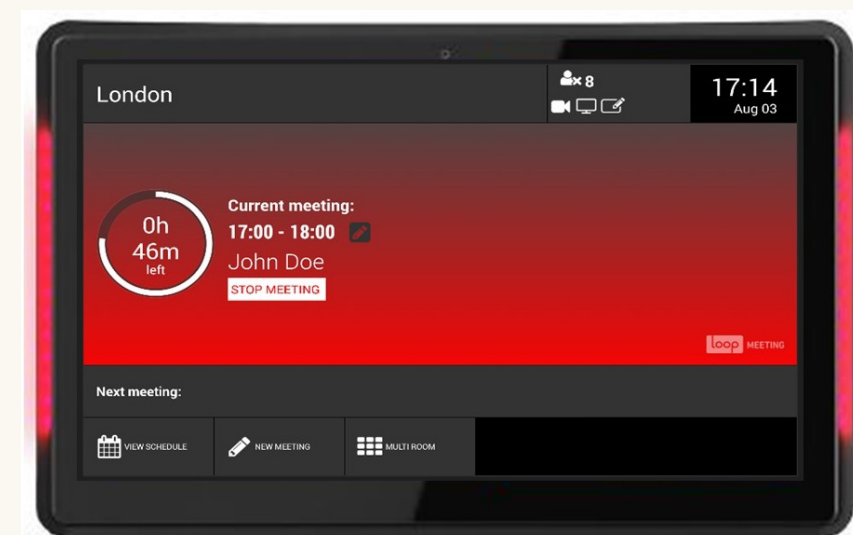 London
× 8
17:14
Aug 03
0h
46m
left
Current meeting:
17:00 - 18:00
John Doe
STOP MEETING
Loop MEETING
Next meeting:
VIEW SCHEDULE
NEW MEETING
MULTI ROOM